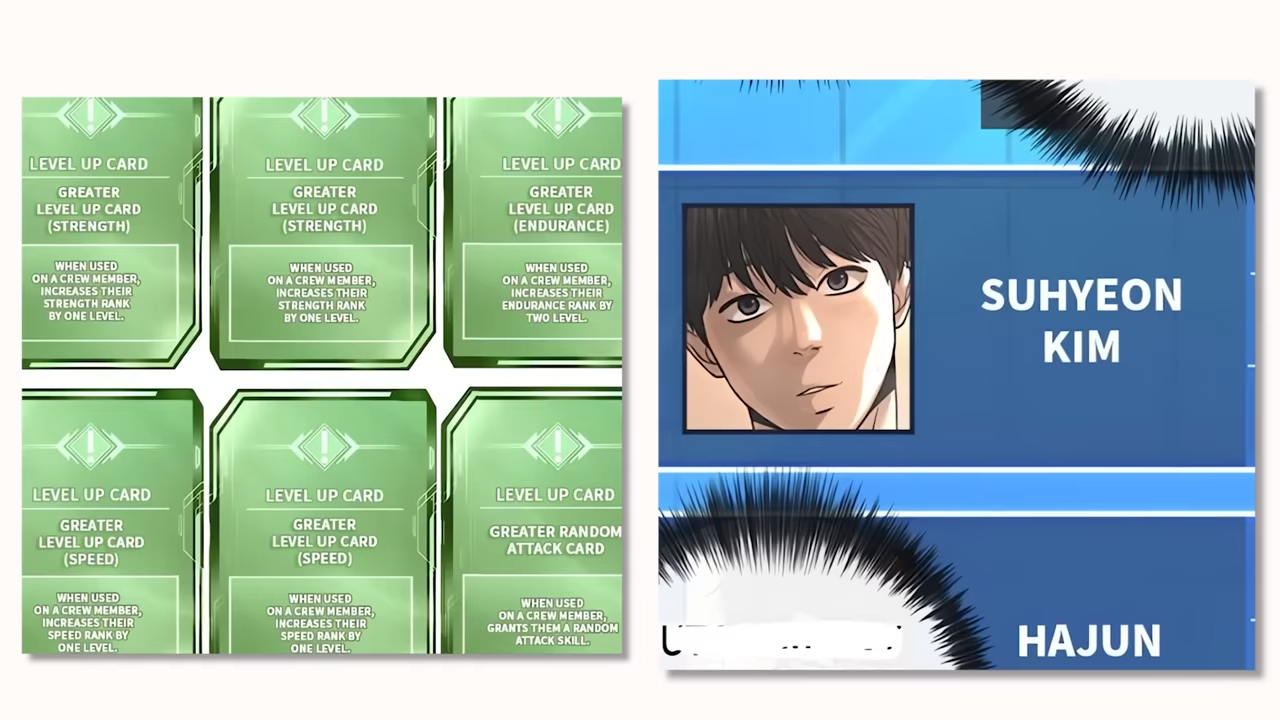 LEVEL UP CARD
GREATER
LEVEL UP CARD
(STRENGTH)
WHEN USED
ON A CREW MEMBER,
INCREASES THEIR
STRENGTH RANK
BY ONE LEVEL.
LEVEL UP CARD
GREATER
LEVEL UP CARD
(STRENGTH)
WHEN USED
ON A CREW MEMBER,
INCREASES THEIR
STRENGTH RANK
BY ONE LEVEL.
LEVEL UP CARD
GREATER
LEVEL UP CARD
(ENDURANCE)
WHEN USED
ON A CREW MEMBER,
INCREASES THEIR
ENDURANCE RANK BY
TWO LEVEL.
LEVEL UP CARD
GREATER
LEVEL UP CARD
(SPEED)
WHEN USED
ON A CREW MEMBER,
INCREASES THEIR
SPEED RANK BY
ONE LEVEL.
LEVEL UP CARD
GREATER
LEVEL UP CARD
(SPEED)
WHEN USED
ON A CREW MEMBER,
INCREASES THEIR
SPEED RANK BY
ONE LEVEL.
LEVEL UP CARD
GREATER RANDOM
ATTACK CARD
WHEN USED
ON A CREW MEMBER,
GRANTS THEM A RANDOM
ATTACK SKILL.
SUHYEON
KIM
HAJUN